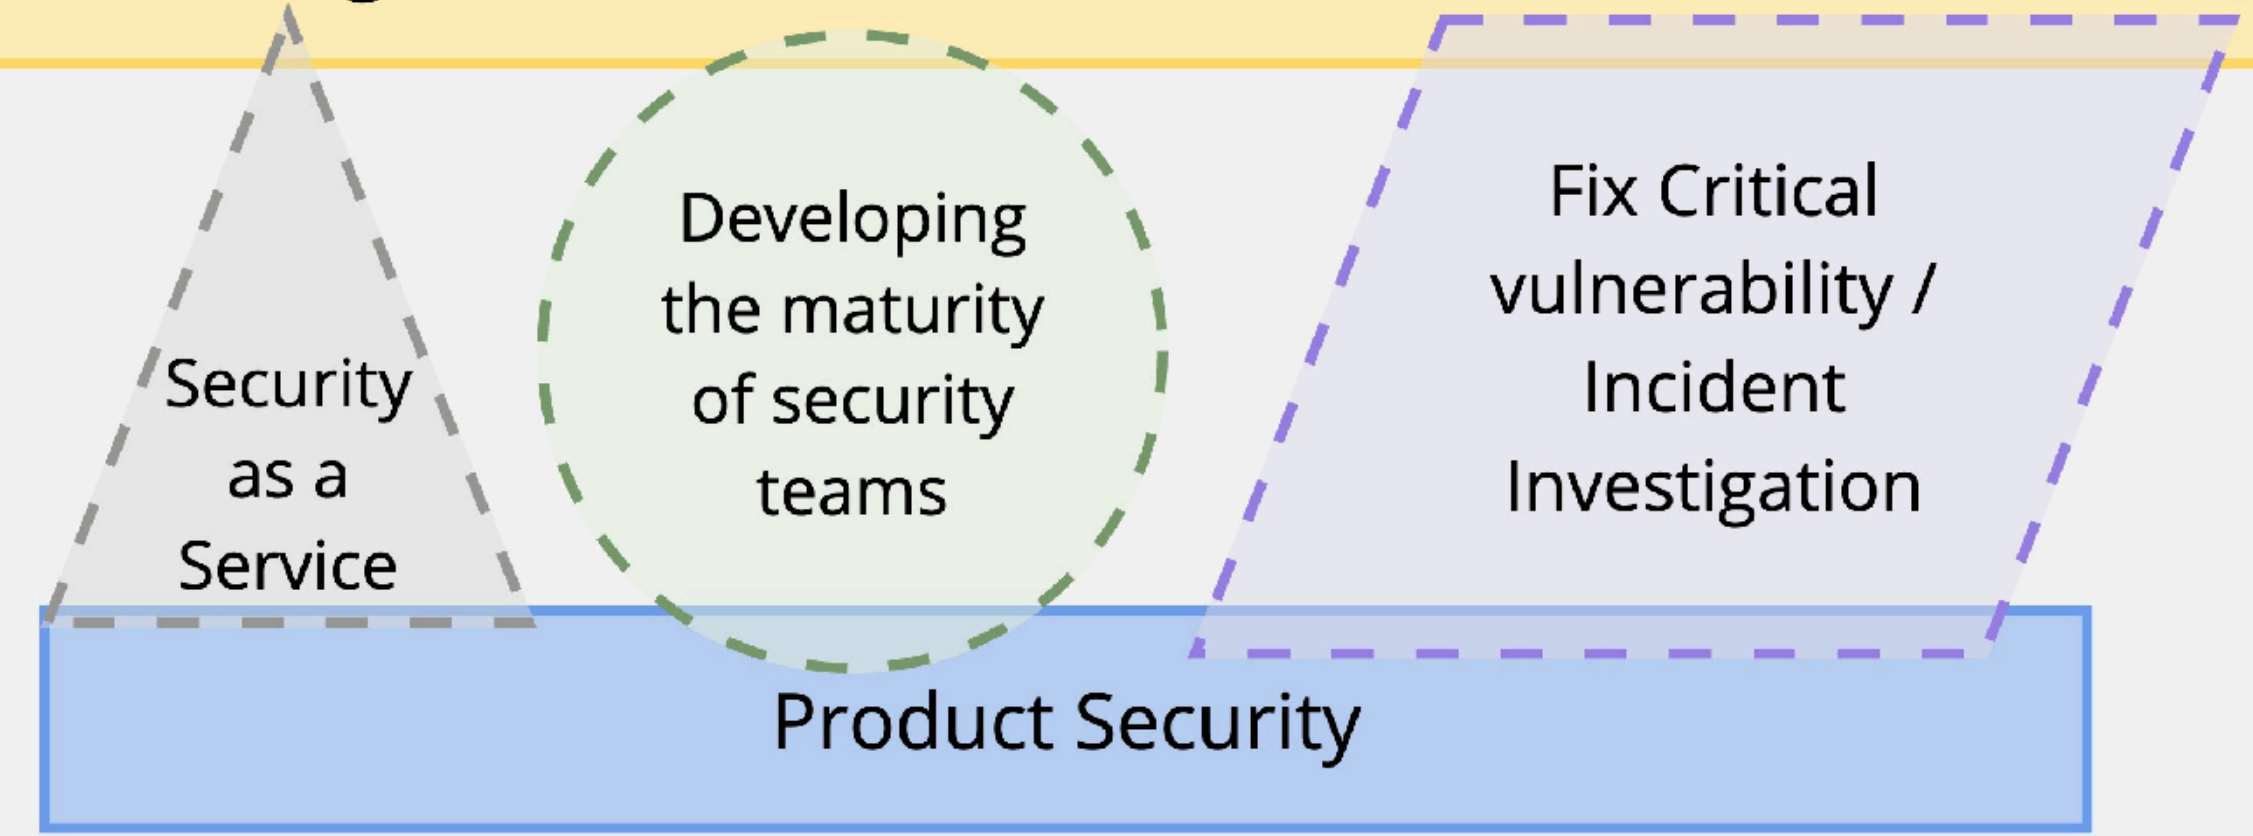 Security
as a
Service
Developing
the maturity
of security
teams
Fix Critical
vulnerability /
Incident
Investigation
Product Security